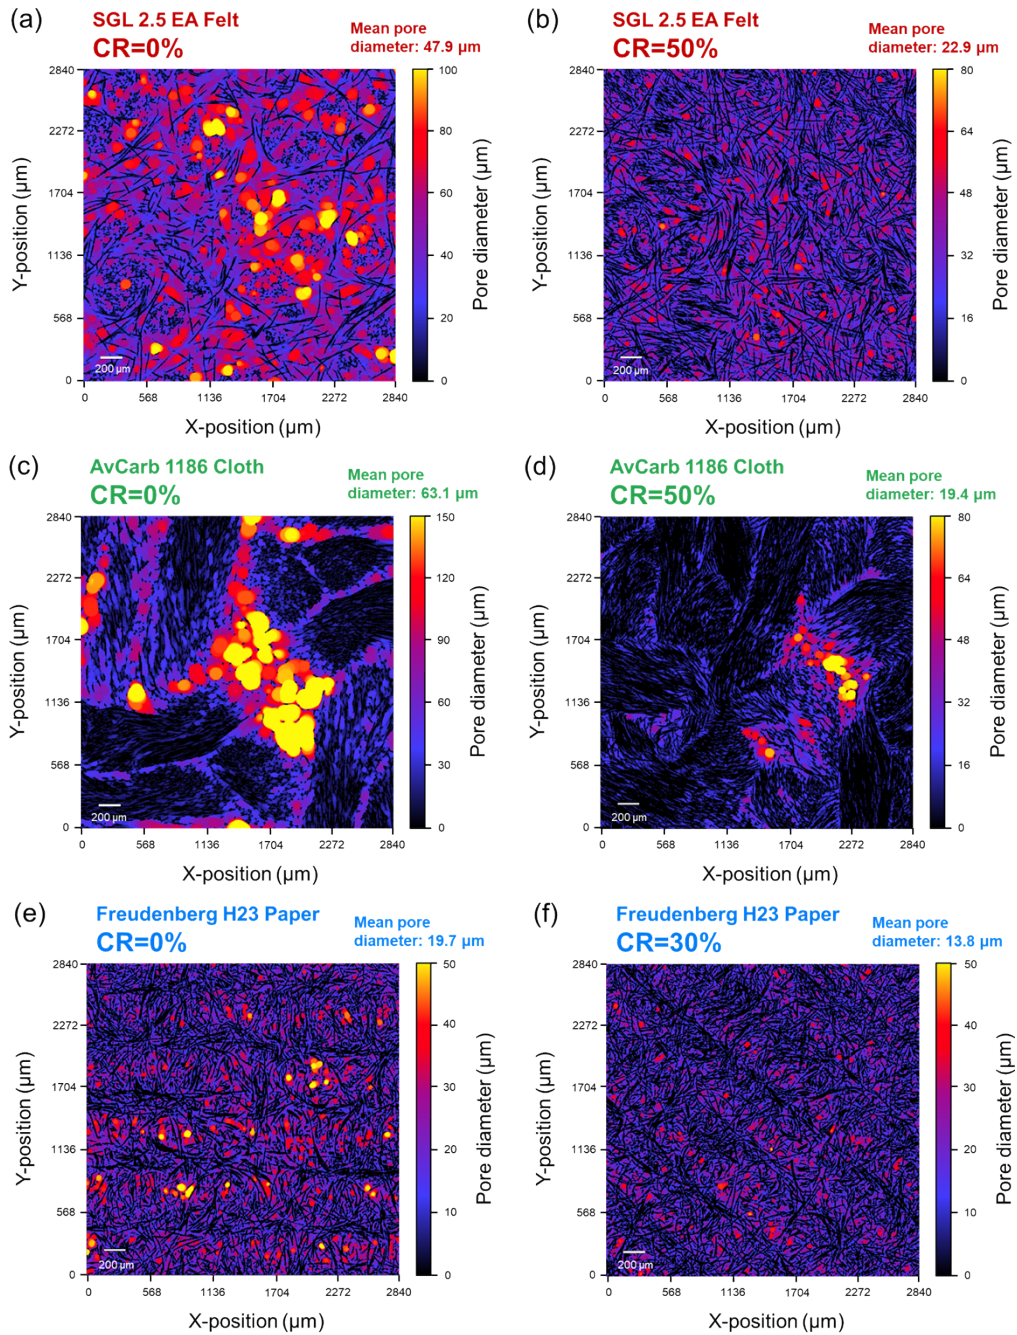 (a)
SGL 2.5 EA Felt
CR=0%
Mean pore
diameter: 47.9 µm
2840
2272
1704
1136
568
0
Y-position (µm)
200 µm
0 568 1136 1704 2272 2840
X-position (µm)
100
80
60
40
20
0
Pore diameter (µm)
(b)
SGL 2.5 EA Felt
CR=50%
Mean pore
diameter: 22.9 µm
2840
2272
1704
1136
568
0
Y-position (µm)
200 µm
0 568 1136 1704 2272 2840
X-position (µm)
80
64
48
32
16
0
Pore diameter (µm)
(c)
AvCarb 1186 Cloth
CR=0%
Mean pore
diameter: 63.1 µm
2840
2272
1704
1136
568
0
Y-position (µm)
200 µm
0 568 1136 1704 2272 2840
X-position (µm)
150
120
90
60
30
0
Pore diameter (µm)
(d)
AvCarb 1186 Cloth
CR=50%
Mean pore
diameter: 19.4 µm
2840
2272
1704
1136
568
0
Y-position (µm)
200 µm
0 568 1136 1704 2272 2840
X-position (µm)
80
64
48
32
16
0
Pore diameter (µm)
(e)
Freudenberg H23 Paper
CR=0%
Mean pore
diameter: 19.7 µm
2840
2272
1704
1136
568
0
Y-position (µm)
200 µm
0 568 1136 1704 2272 2840
X-position (µm)
50
40
30
20
10
0
Pore diameter (µm)
(f)
Freudenberg H23 Paper
CR=30%
Mean pore
diameter: 13.8 µm
2840
2272
1704
1136
568
0
Y-position (µm)
200 µm
0 568 1136 1704 2272 2840
X-position (µm)
50
40
30
20
10
0
Pore diameter (µm)